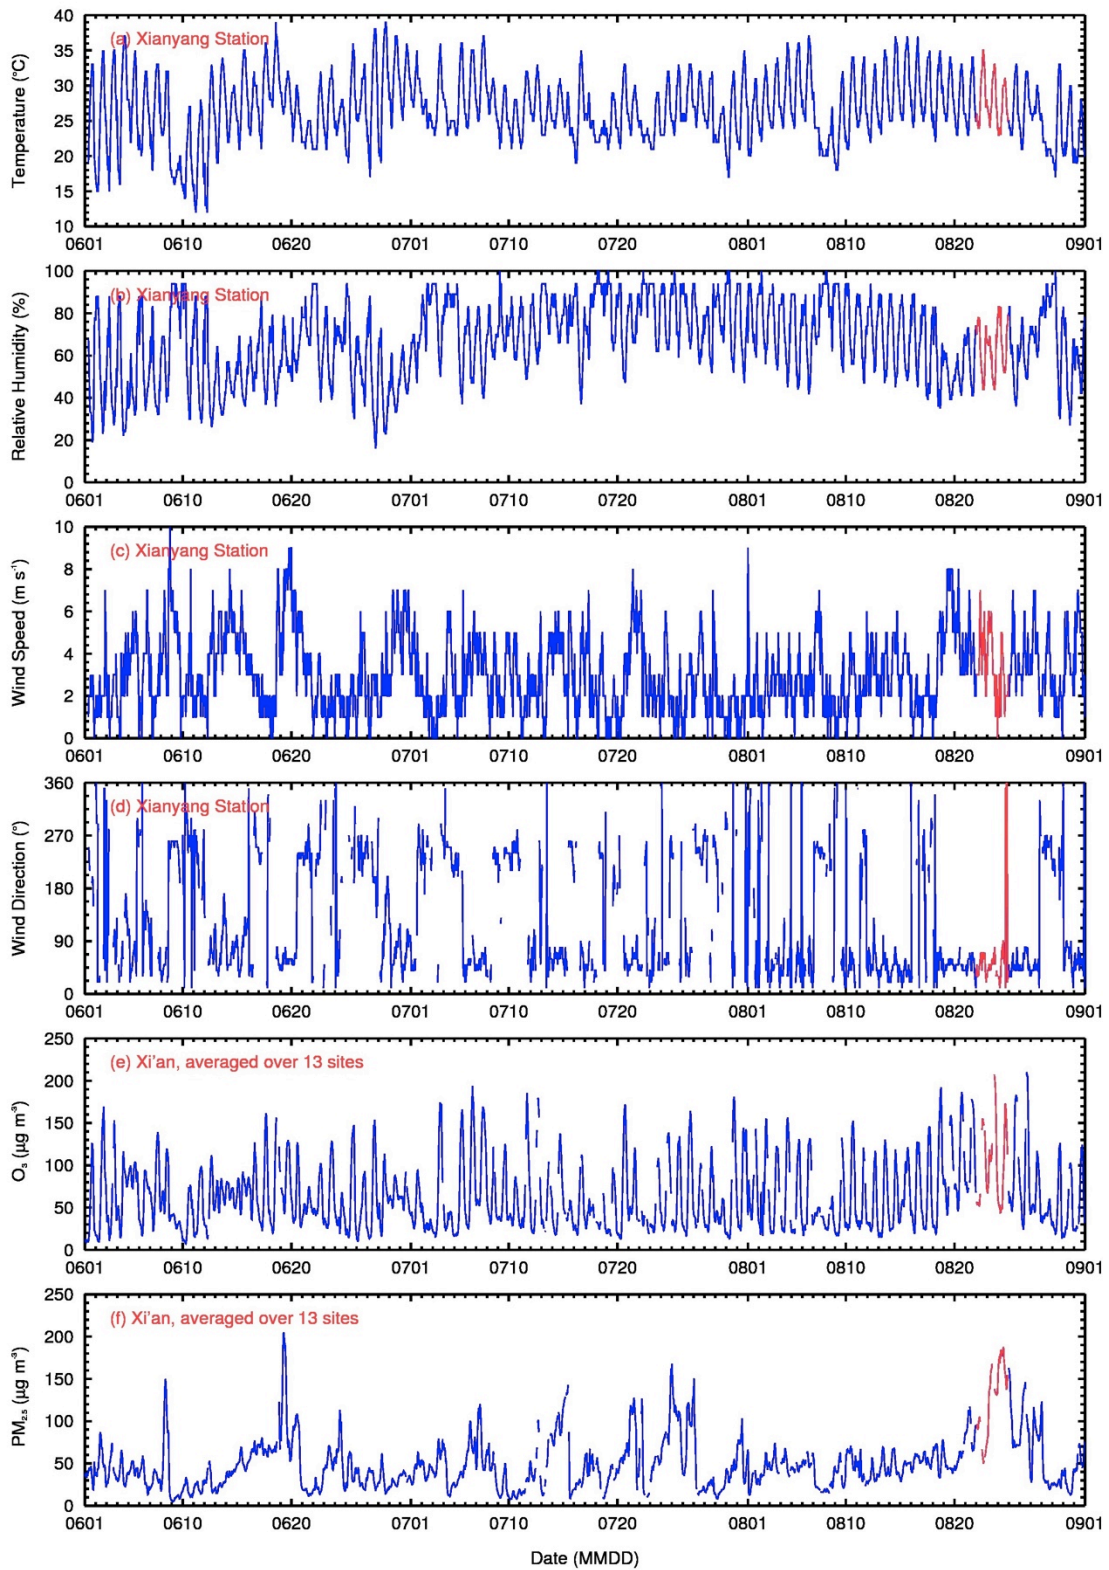 40
35
30
25
20
15
10
Temperature (°C)
(a) Xianyang Station
0601 0610 0620 0701 0710 0720 0801 0810 0820 0901
100
80
60
40
20
0
Relative Humidity (%)
(b) Xianyang Station
0601 0610 0620 0701 0710 0720 0801 0810 0820 0901
10
8
6
4
2
0
Wind Speed (m s⁻¹)
(c) Xianyang Station
0601 0610 0620 0701 0710 0720 0801 0810 0820 0901
360
270
180
90
0
Wind Direction (°)
(d) Xianyang Station
0601 0610 0620 0701 0710 0720 0801 0810 0820 0901
250
200
150
100
50
0
O₃ (μg m⁻³)
(e) Xi'an, averaged over 13 sites
0601 0610 0620 0701 0710 0720 0801 0810 0820 0901
250
200
150
100
50
0
PM₂.₅ (μg m⁻³)
(f) Xi'an, averaged over 13 sites
0601 0610 0620 0701 0710 0720 0801 0810 0820 0901
Date (MMDD)